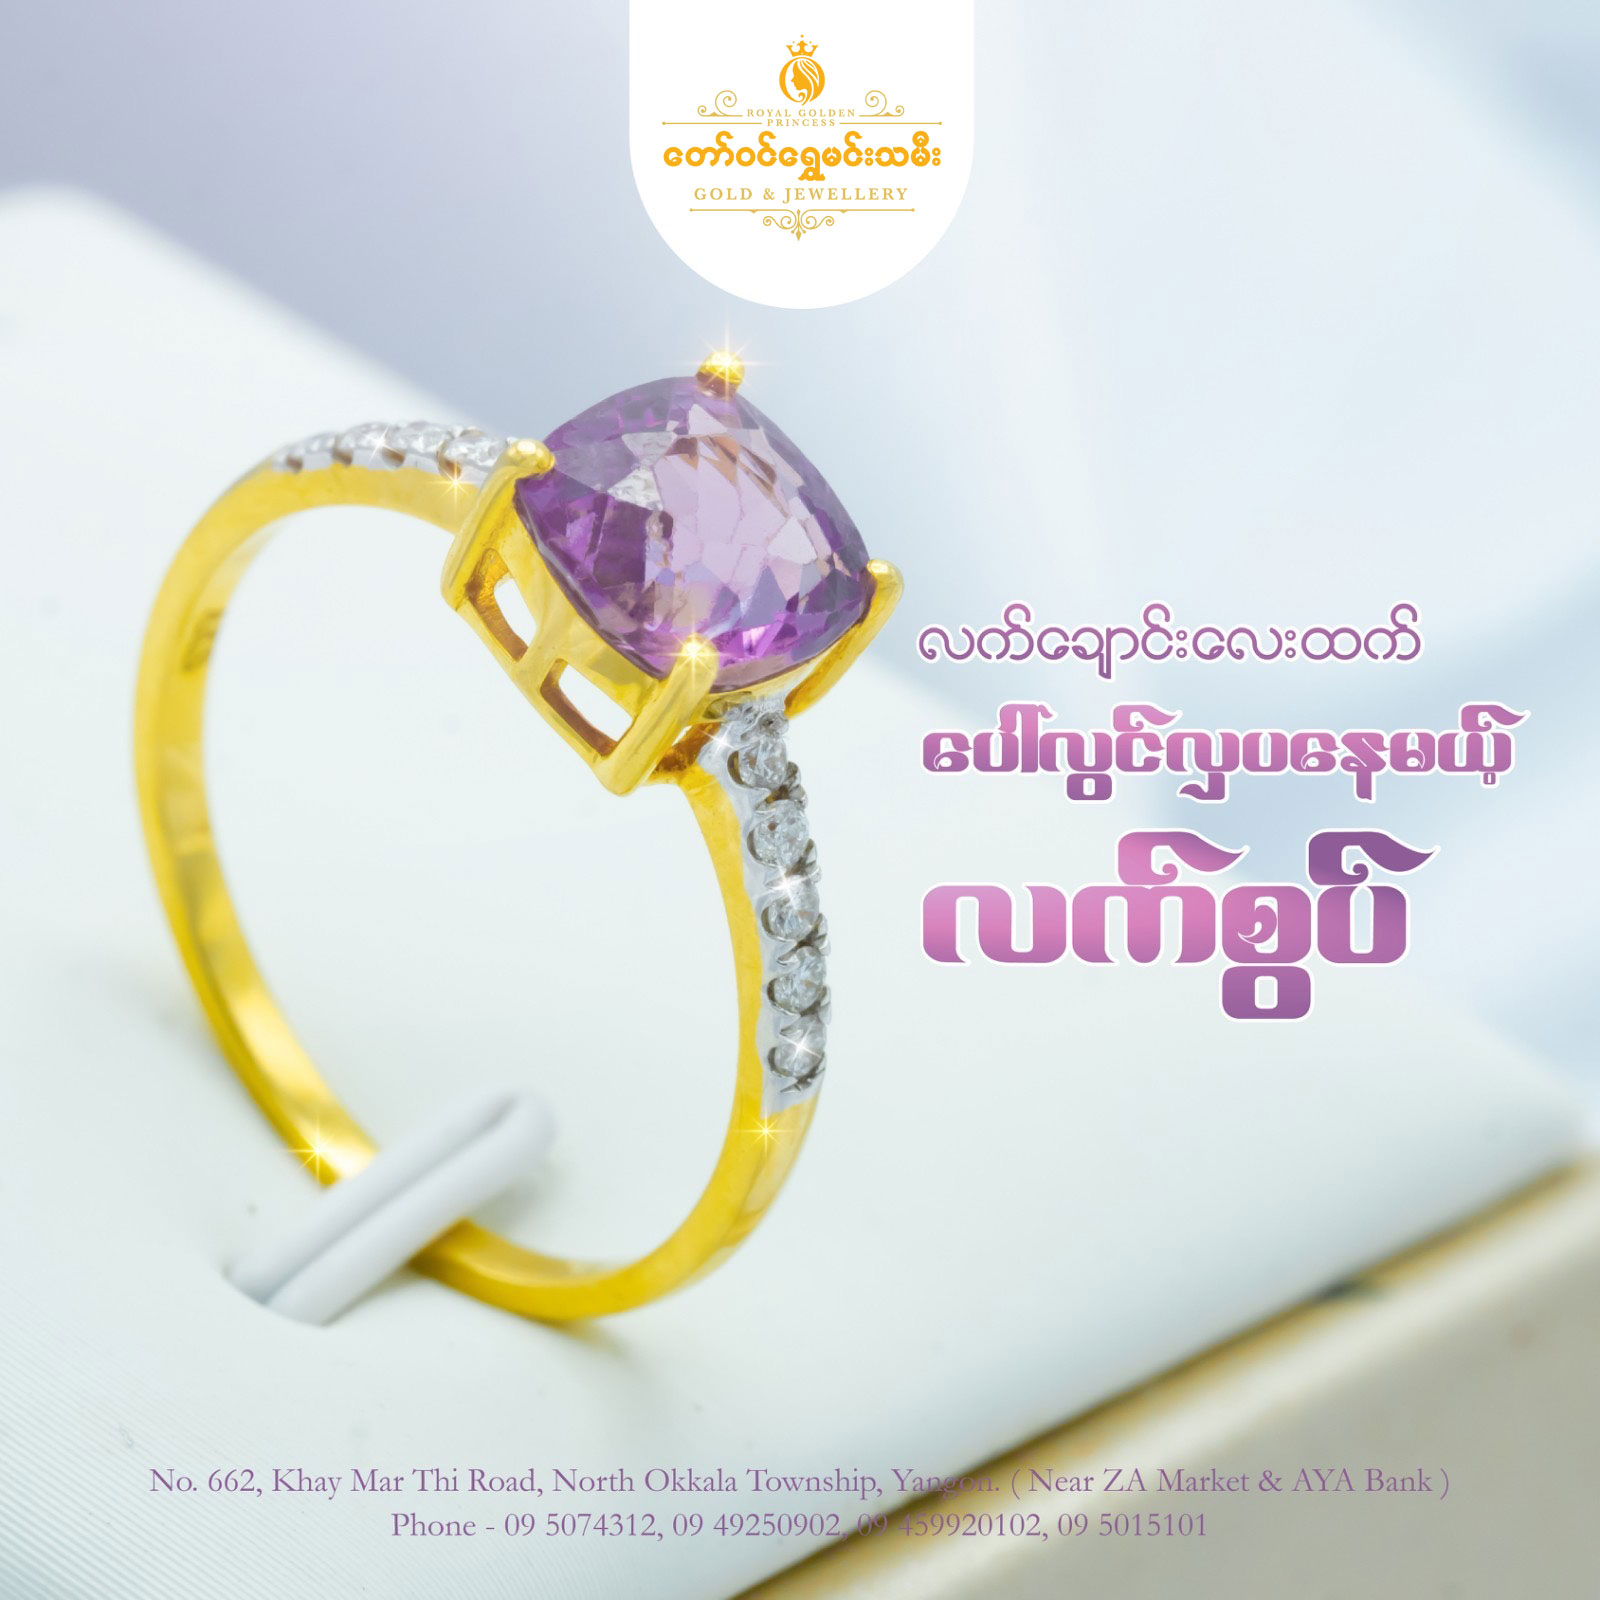 ROYAL GOLDEN
PRINCESS
တော်ဝင်ရွှေမင်းသမီး
GOLD & JEWELLERY
လက်ချောင်းလေးထက်
ပေါ်လွင်လှပနေမယ့်
လက်စွပ်
No. 662, Khay Mar Thi Road, North Okkala Township, Yangon. ( Near ZA Market & AYA Bank )
Phone - 09 5074312, 09 49250902, 09 459920102, 09 5015101